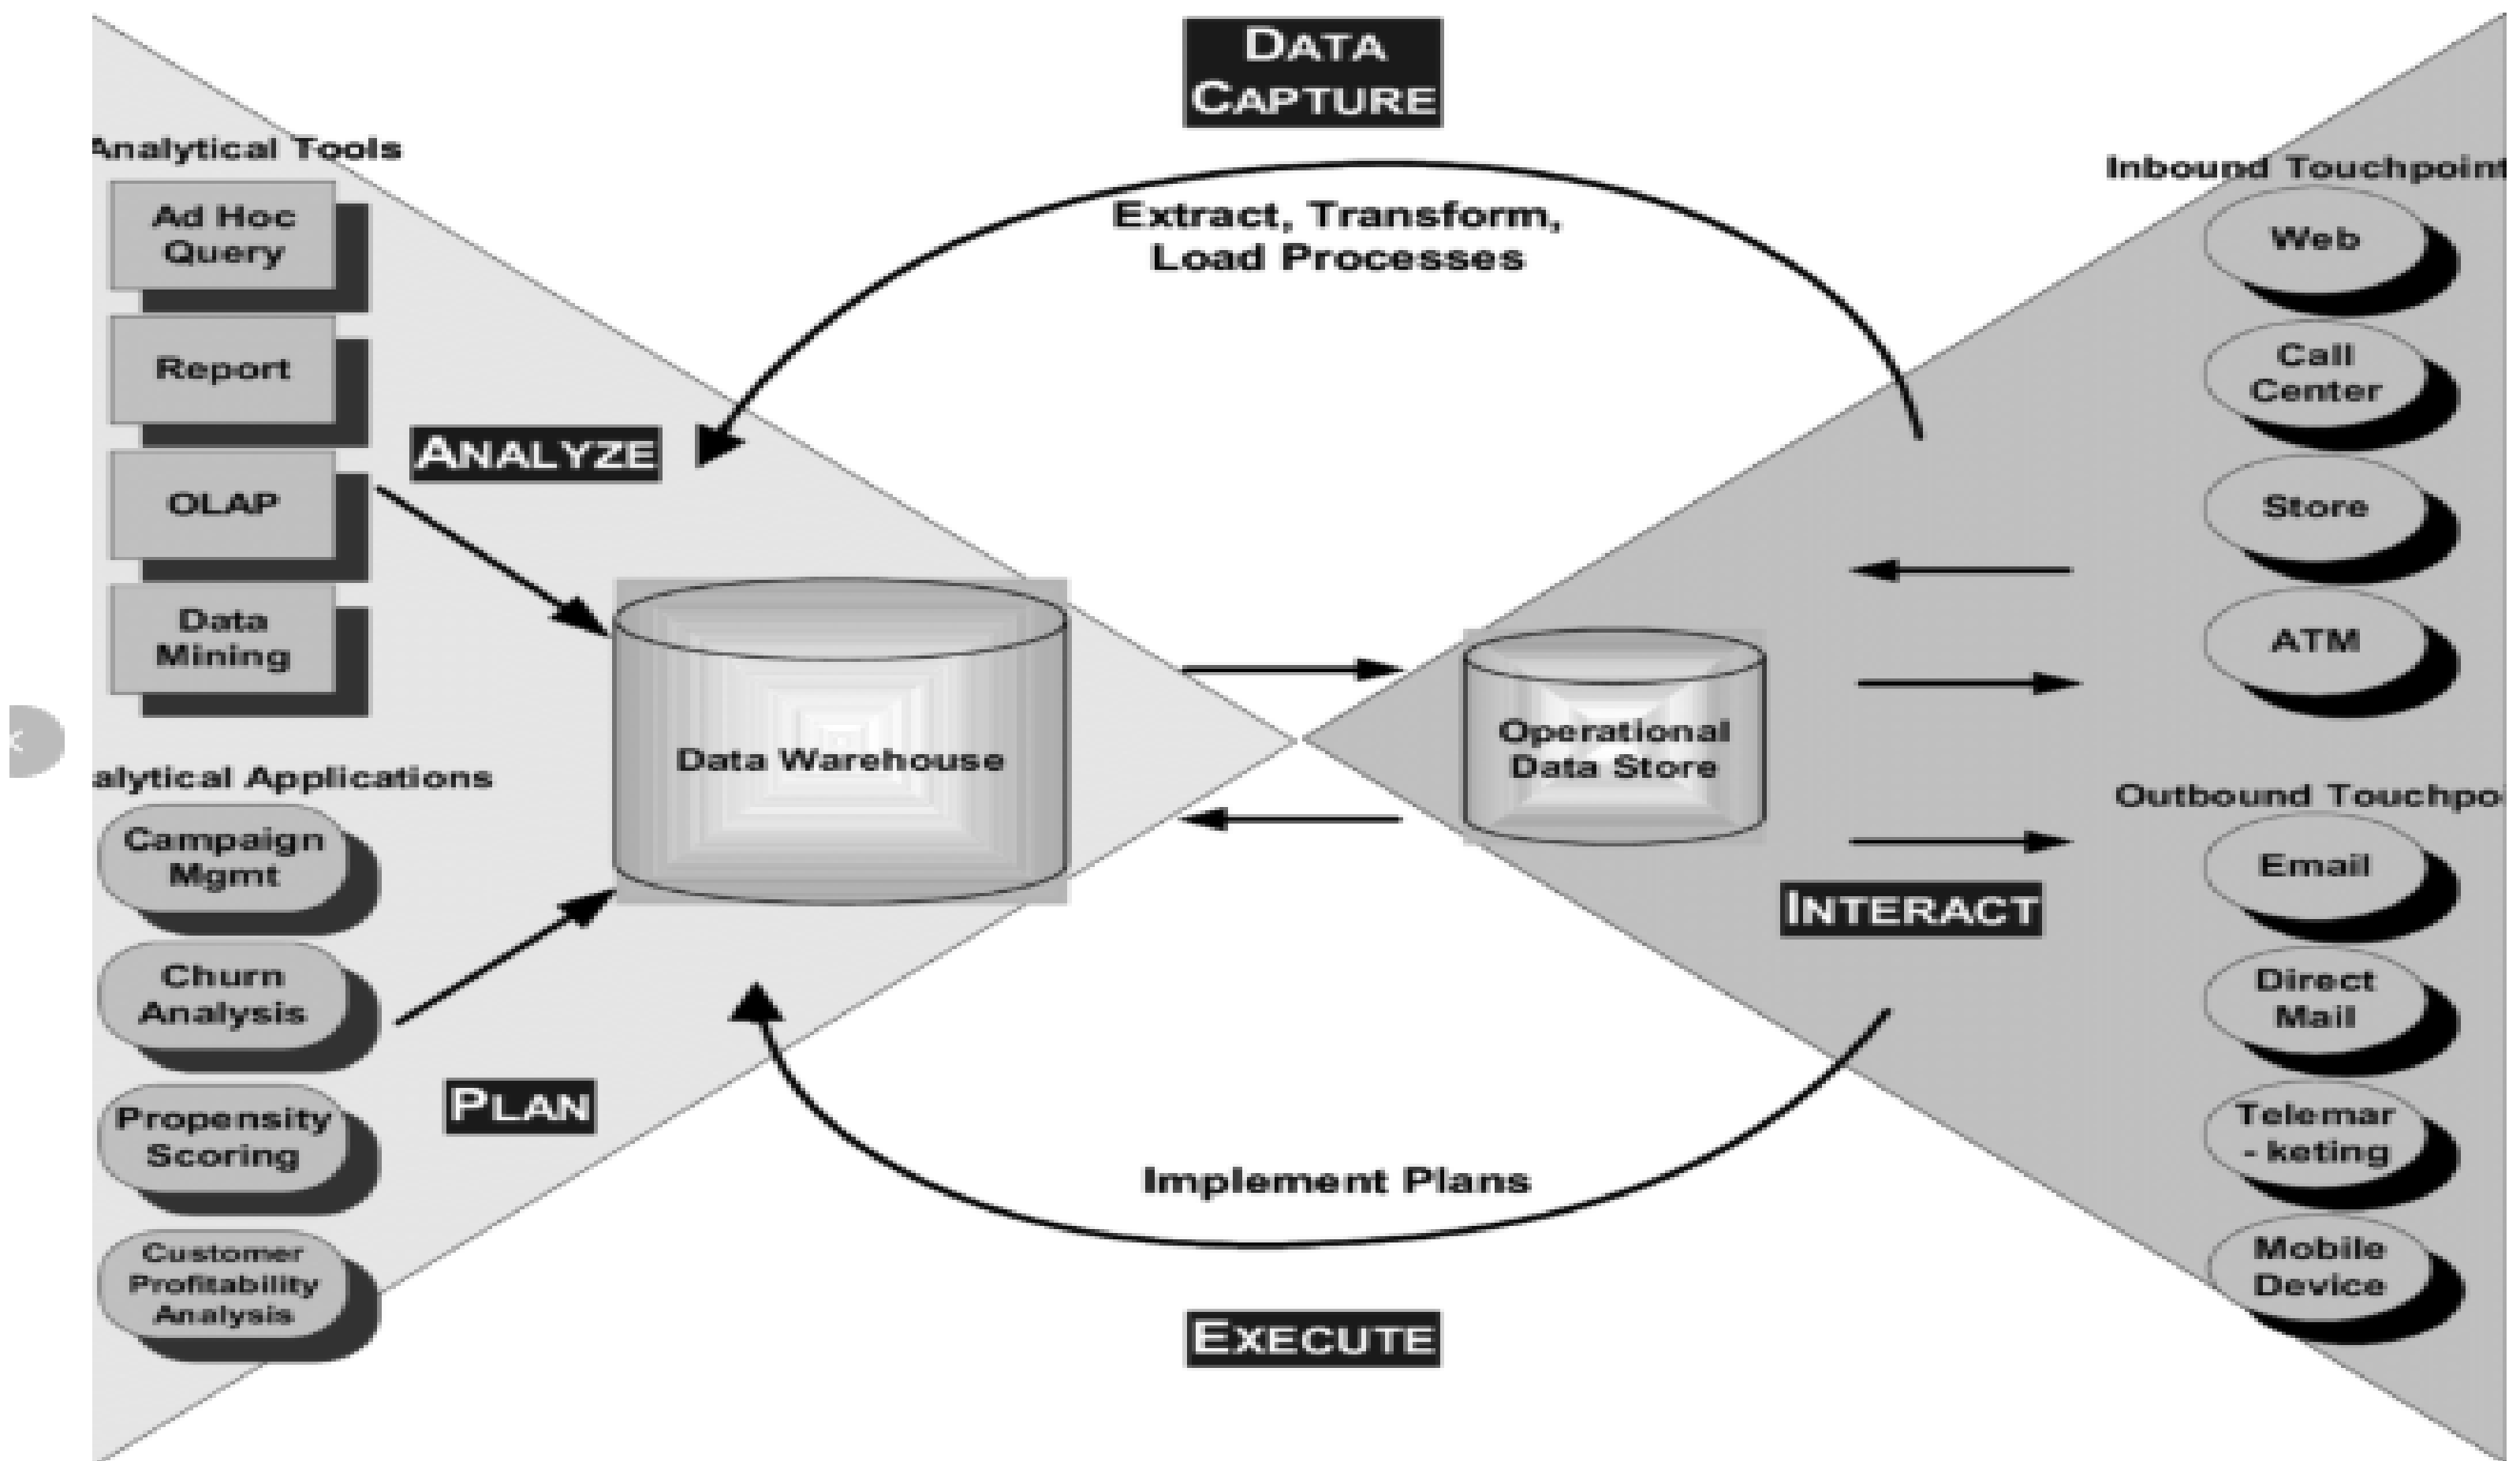 DATA
CAPTURE
Analytical Tools
Ad Hoc
Query
Report
OLAP
Data
Mining
ANALYZE
Extract, Transform,
Load Processes
Inbound Touchpoint
Web
Call
Center
Store
ATM
Data Warehouse
Operational
Data Store
alytical Applications
Campaign
Mgmt
Churn
Analysis
Propensity
Scoring
Customer
Profitability
Analysis
PLAN
Implement Plans
EXECUTE
INTERACT
Outbound Touchpo
Email
Direct
Mail
Telemar
- keting
Mobile
Device